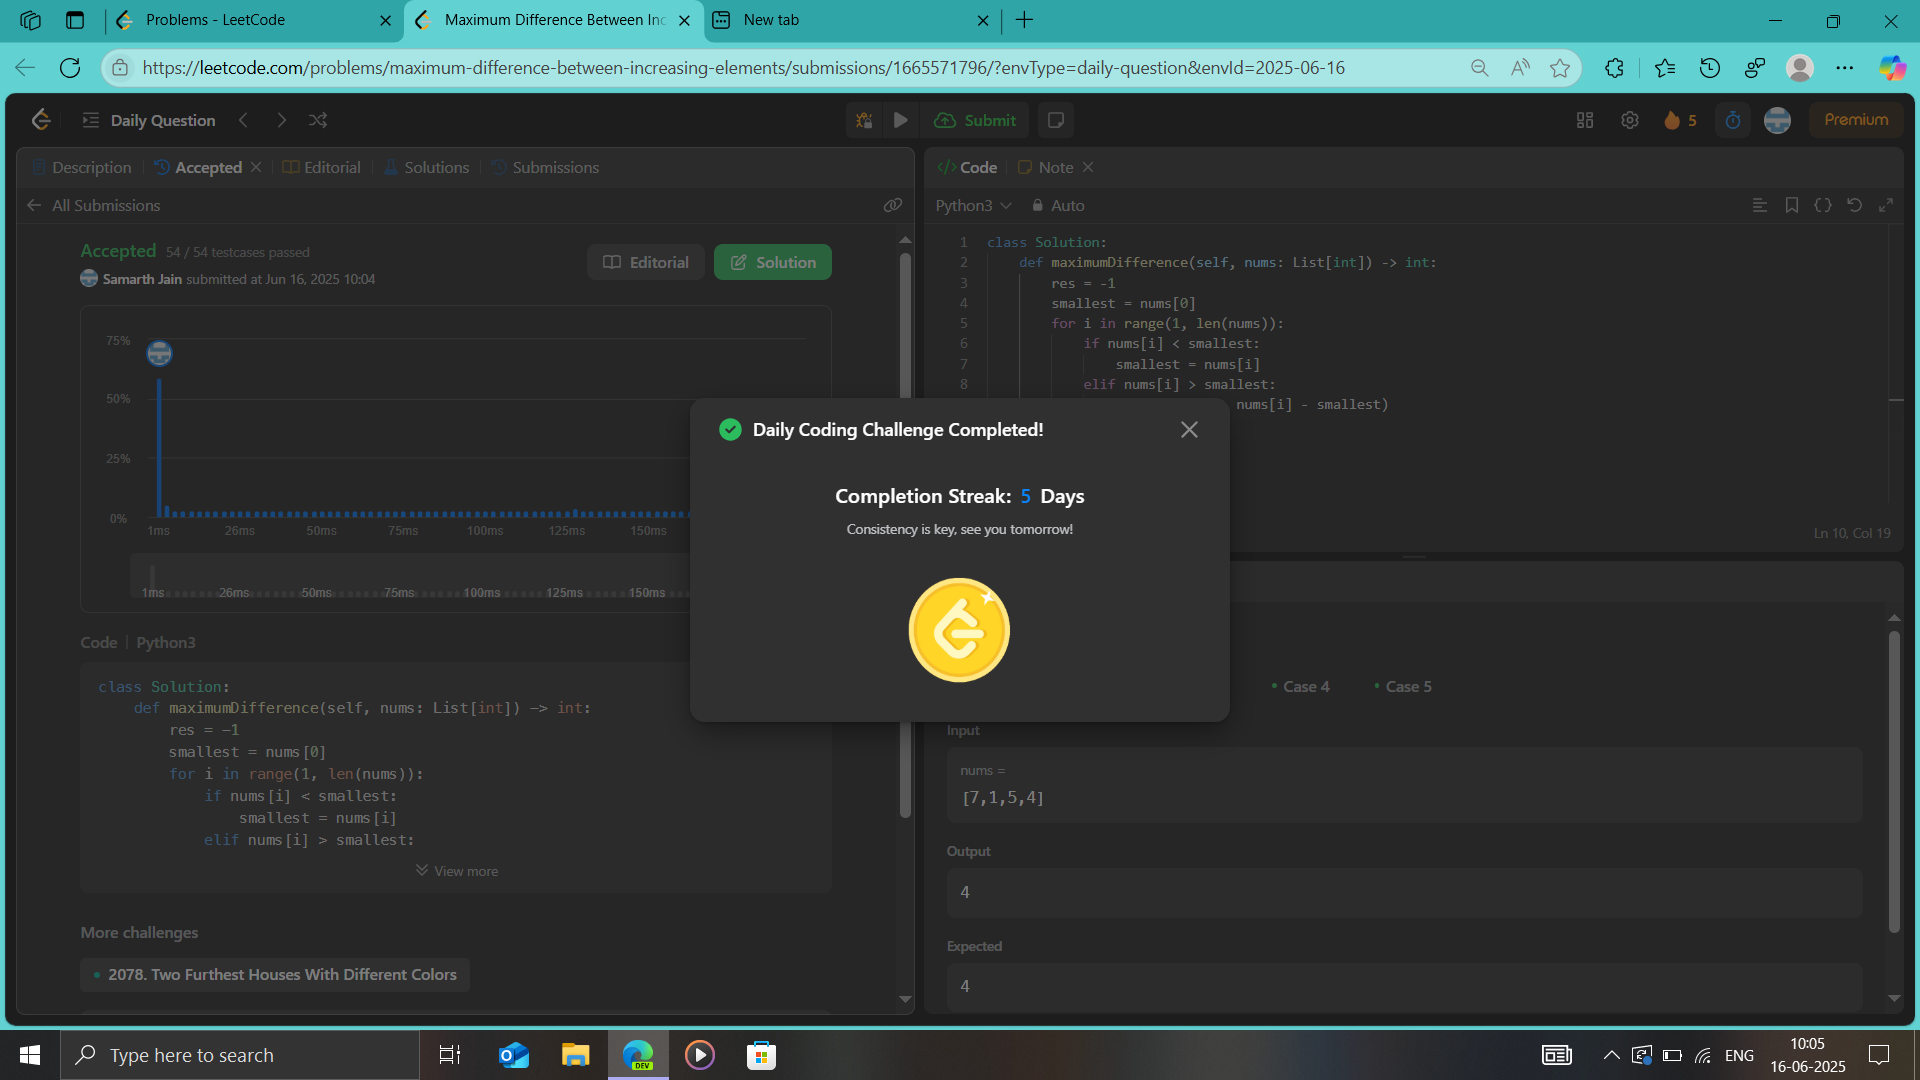 Problems - LeetCode
Maximum Difference Between Inc
New tab
https://leetcode.com/problems/maximum-difference-between-increasing-elements/submissions/1665571796/?envType=daily-question&envId=2025-06-16
Daily Question
Submit
5
Premium
Description
Accepted
Editorial
Solutions
Submissions
All Submissions
Accepted 54 / 54 testcases passed
Samarth Jain submitted at Jun 16, 2025 10:04
Editorial
Solution
75%
50%
25%
0%
1ms 26ms 50ms 75ms 100ms 125ms 150ms
1ms 26ms 50ms 75ms 100ms 125ms 150ms
Code | Python3
class Solution:
def maximumDifference(self, nums: List[int]) -> int:
res = -1
smallest = nums[0]
for i in range(1, len(nums)):
if nums[i] < smallest:
smallest = nums[i]
elif nums[i] > smallest:
View more
More challenges
2078. Two Furthest Houses With Different Colors
Code
Note
Python3
Auto
1 class Solution:
2 def maximumDifference(self, nums: List[int]) -> int:
3 res = -1
4 smallest = nums[0]
5 for i in range(1, len(nums)):
6 if nums[i] < smallest:
7 smallest = nums[i]
8 elif nums[i] > smallest:
nums[i] - smallest)
Ln 10, Col 19
Daily Coding Challenge Completed!
Completion Streak: 5 Days
Consistency is key, see you tomorrow!
Case 4
Case 5
Input
nums =
[7,1,5,4]
Output
4
Expected
4
Type here to search
DEV
ENG
10:05
16-06-2025